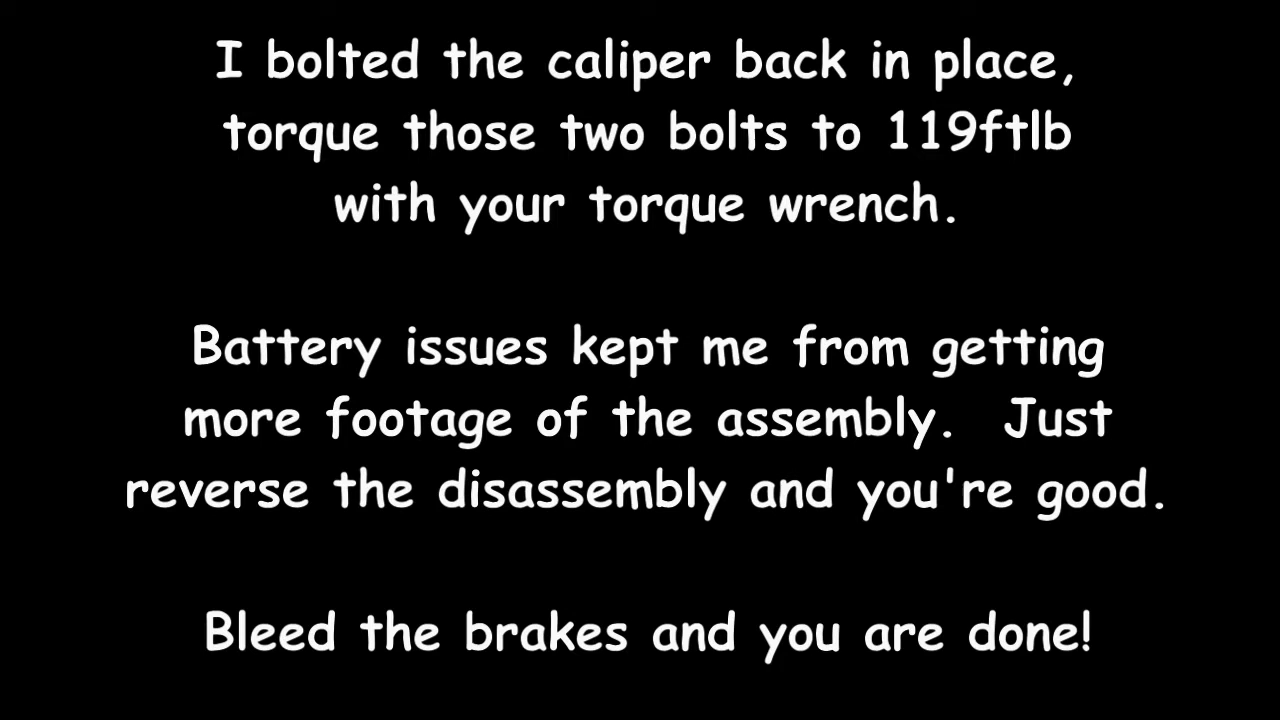 I bolted the caliper back in place,
torque those two bolts to 119ftlb
with your torque wrench.
Battery issues kept me from getting
more footage of the assembly.  Just
reverse the disassembly and you're good.
Bleed the brakes and you are done!